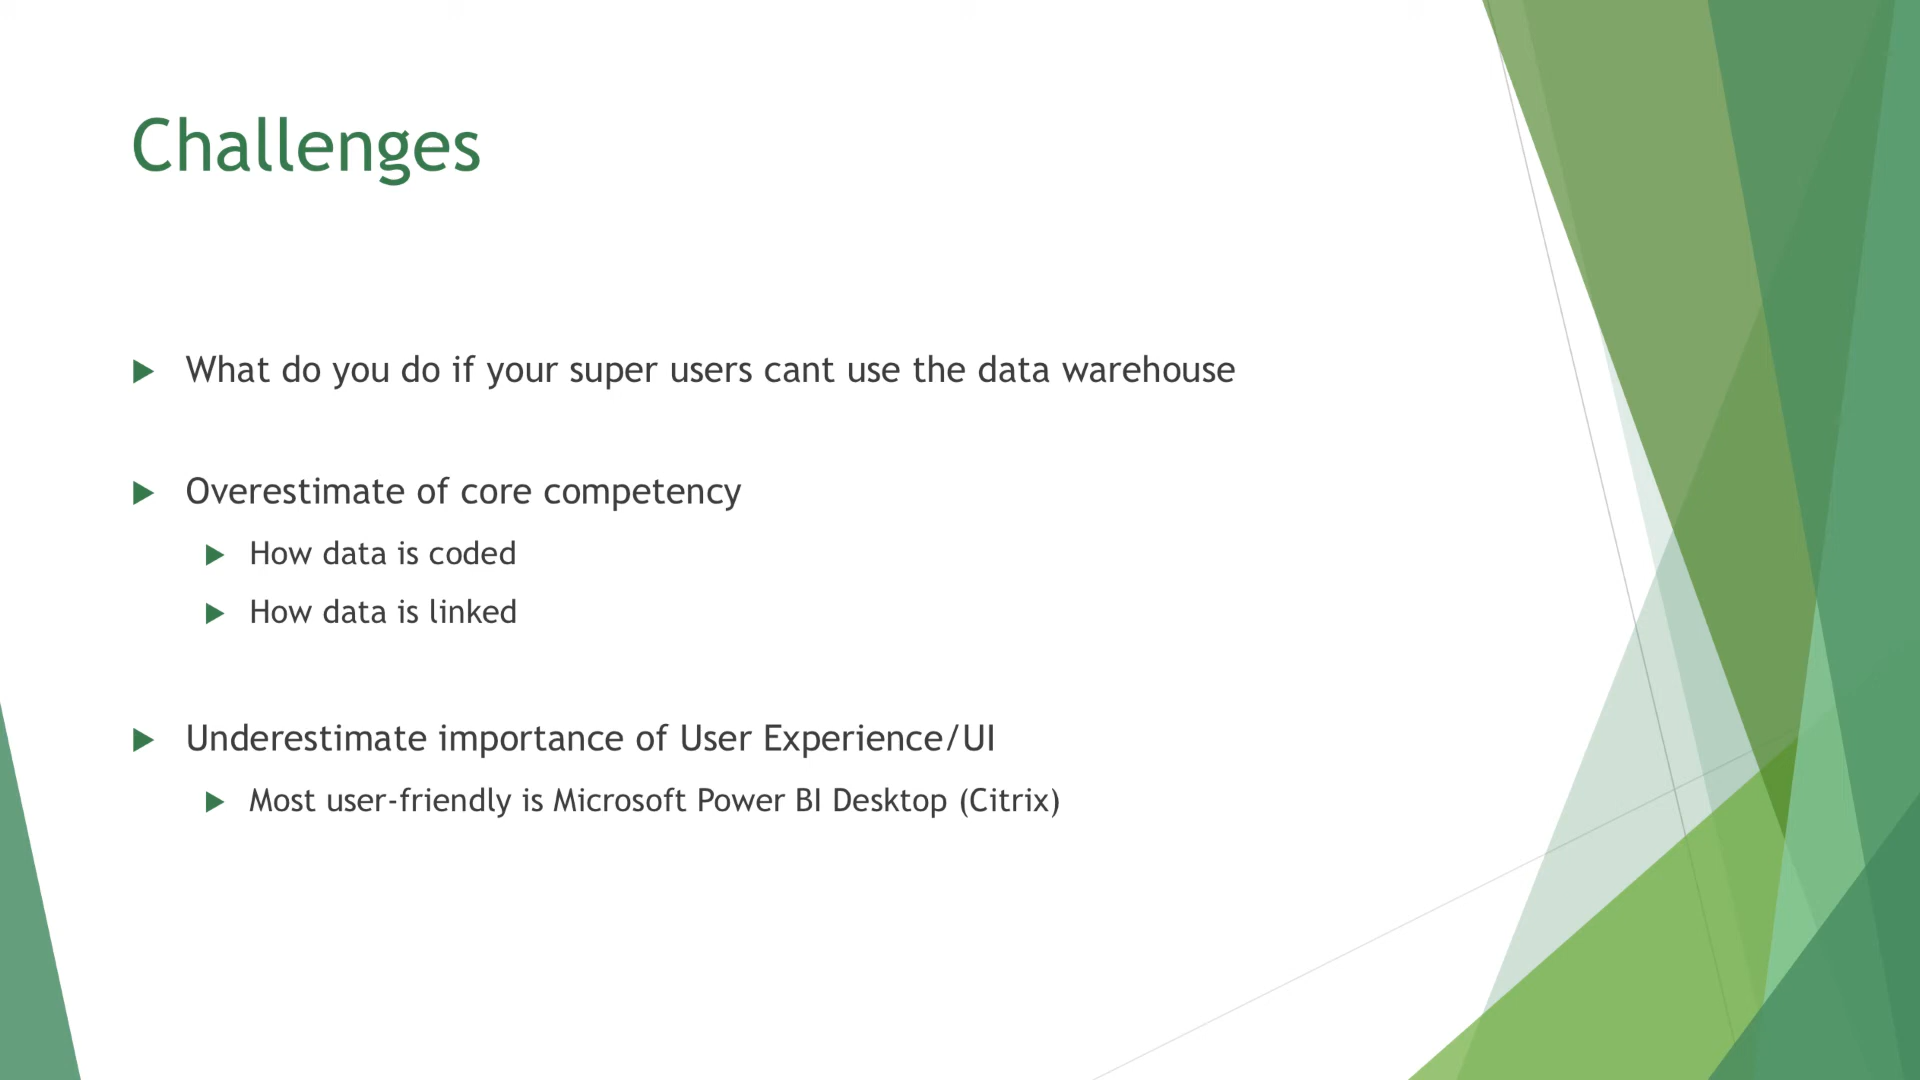 Challenges
What do you do if your super users cant use the data warehouse
Overestimate of core competency
How data is coded
How data is linked
Underestimate importance of User Experience/UI
Most user-friendly is Microsoft Power BI Desktop (Citrix)